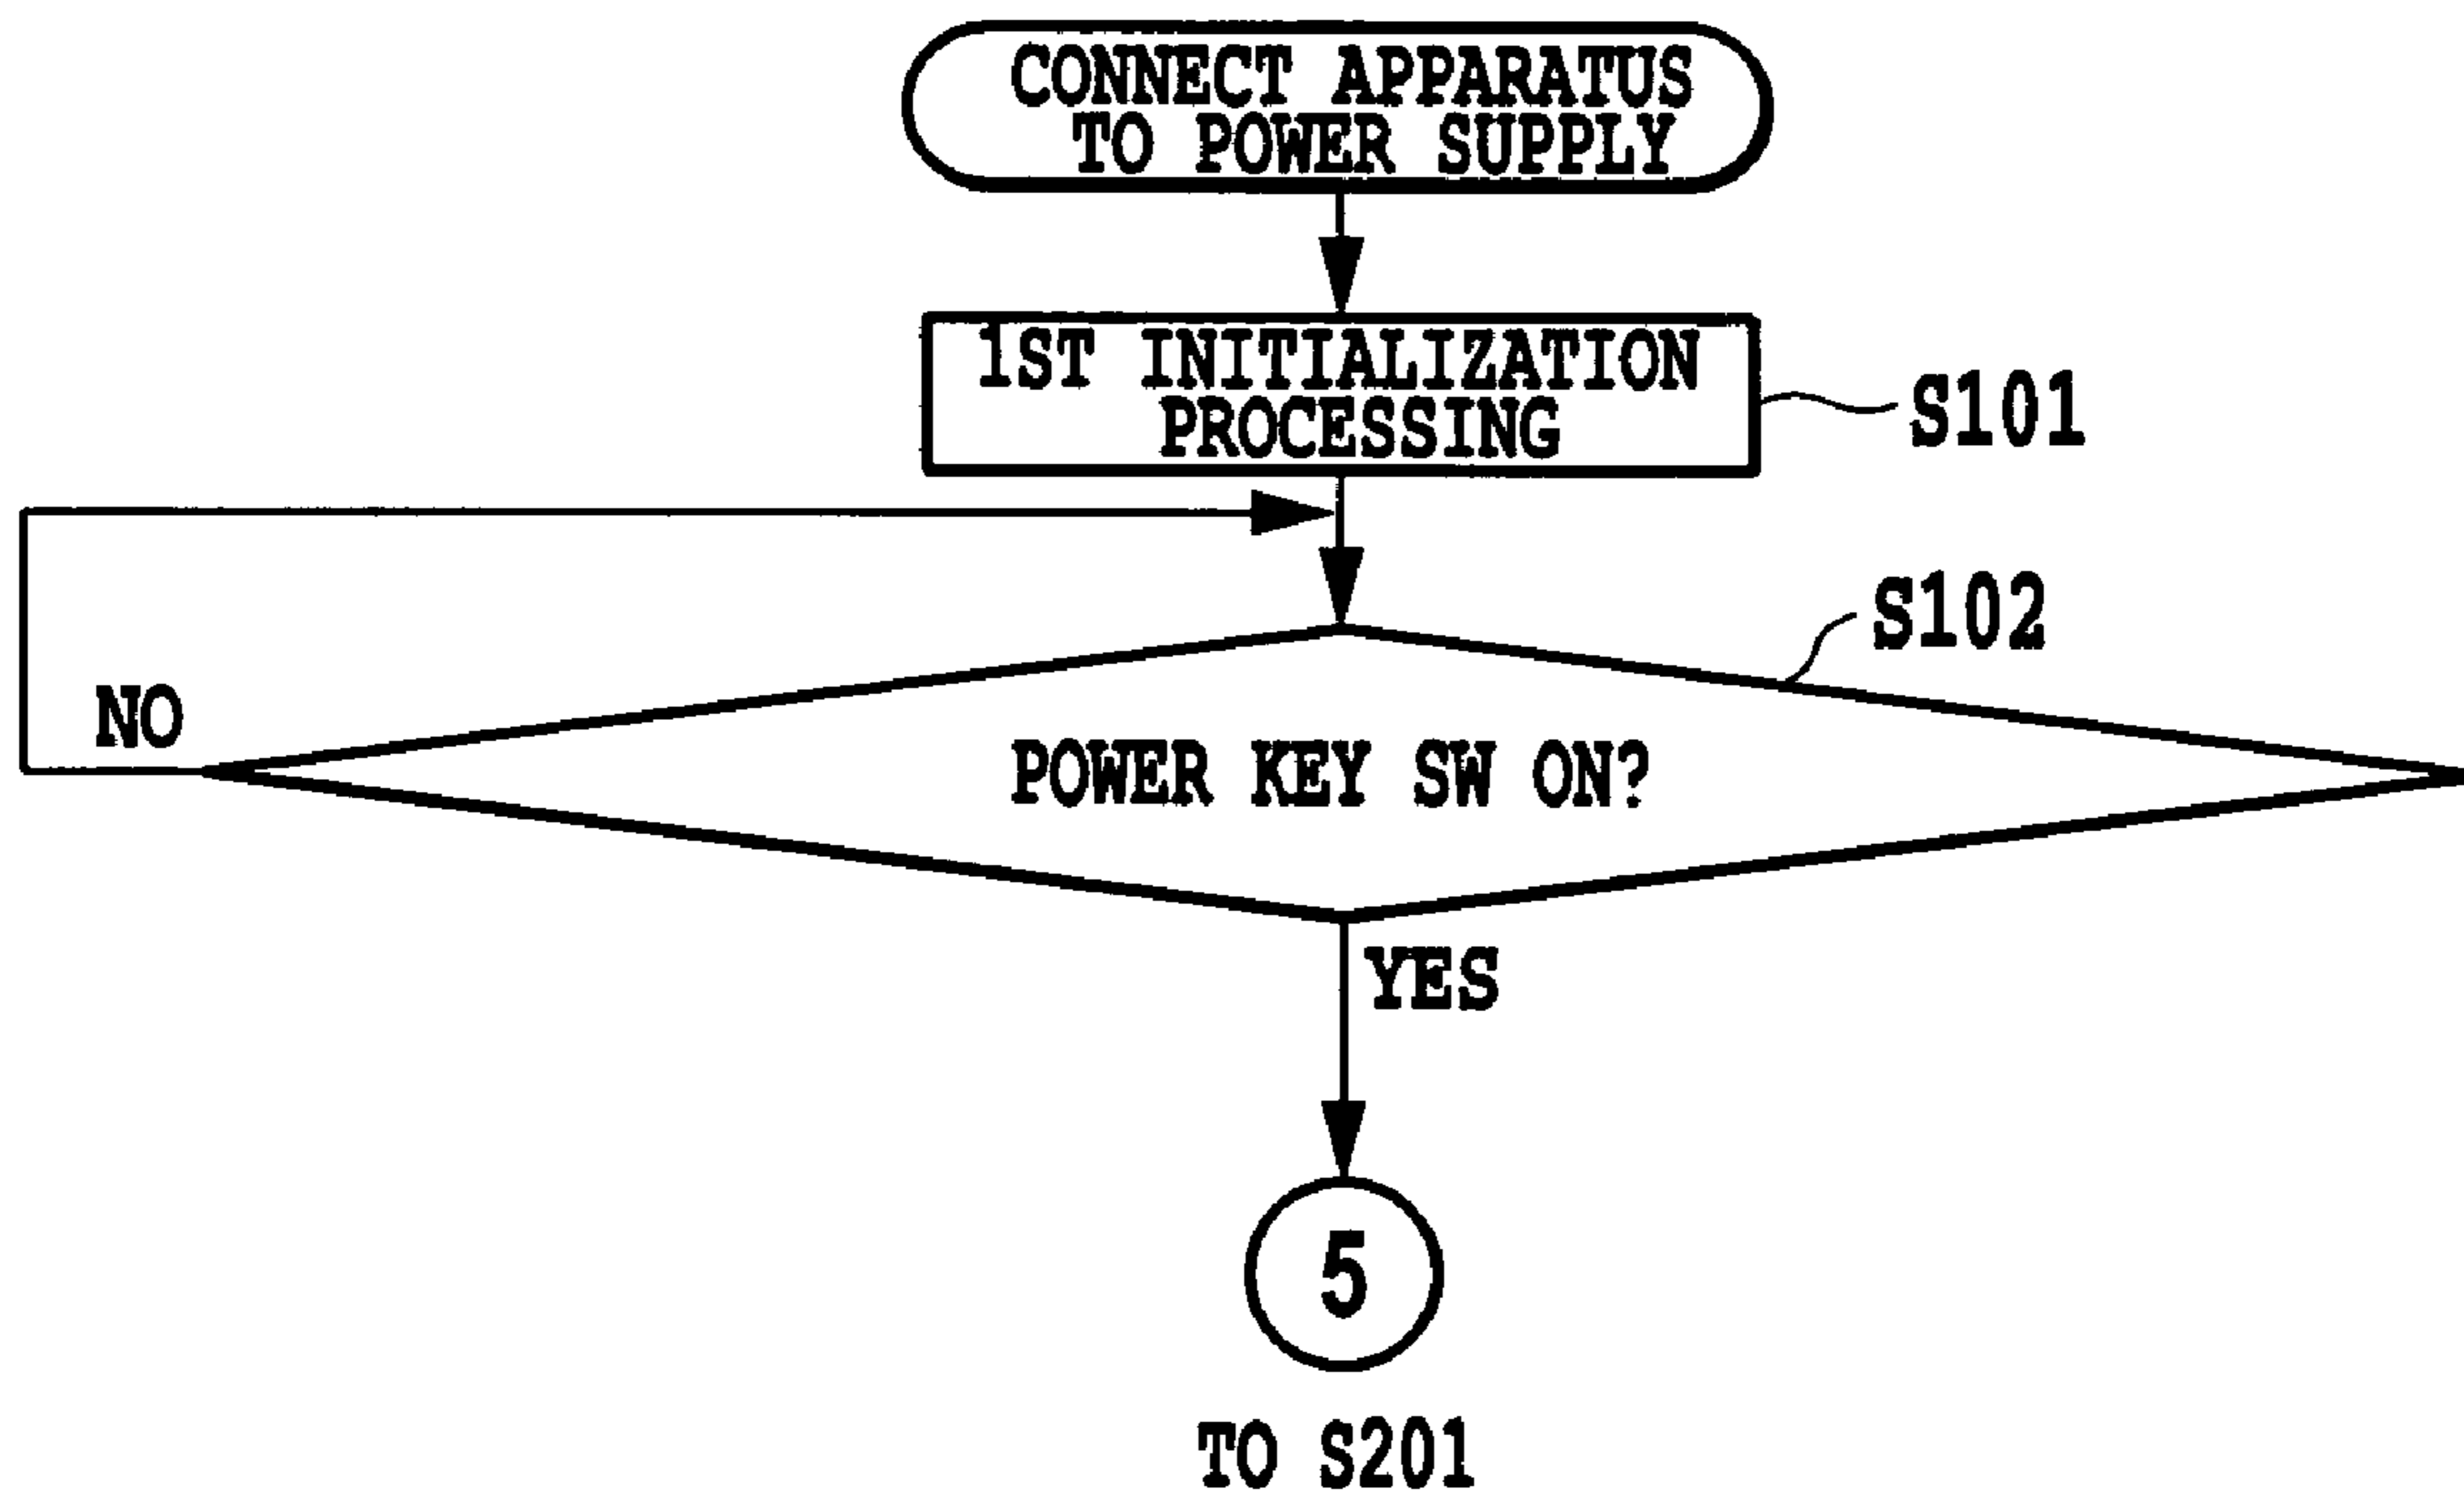 CONNECT APPARATUS
TO POWER SUPPLY
1ST INITIALIZATION
PROCESSING
S101
S102
NO
POWER KEY SW ON?
YES
5
TO S201